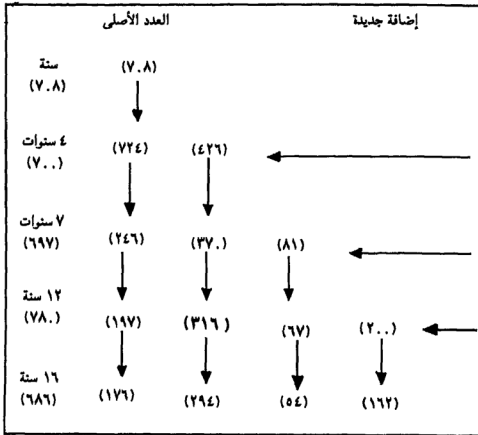 إضافة جديدة العدد الأصلى
(٧٠٨) سنة
(٧٠٨)
(٤٢٦) (٧٢٤) ٤ سنوات
(٧٠٠)
٧ سنوات
(٨١) (٣٧٠) (٢٤٦) (٦٩٧)
١٢ سنة
(٢٠٠) (٦٧) (٣١٦) (١٩٧) (٧٨٠)
١٦ سنة
(١٦٢) (٥٤) (٢٩٤) (١٧٦) (٦٨٦)